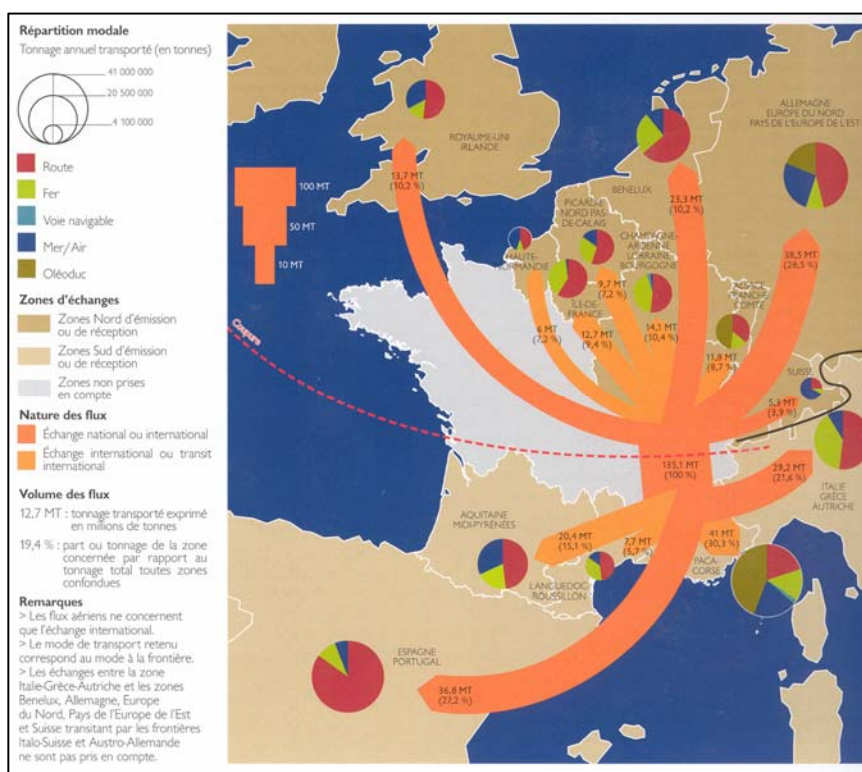 Répartition modale
Tonnage annuel transporté (en tonnes)
41 000 000
20 500 000
4 100 000
Route
Fer
Voie navigable
Mer/Air
Oléoduc
100 MT
50 MT
10 MT
Zones d'échanges
Zones Nord d'émission
ou de réception
Zones Sud d'émission
ou de réception
Zones non prises
en compte
Nature des flux
Échange national ou international
Échange international ou transit
international
Volume des flux
12,7 MT : tonnage transporté exprimé
en millions de tonnes
19,4 % : part ou tonnage de la zone
concernée par rapport au
tonnage total toutes zones
confondues
Remarques
> Les flux aériens ne concernent
que l'échange international.
> Le mode de transport retenu
correspond au mode à la frontière.
> Les échanges entre la zone
Italie-Grèce-Autriche et les zones
Benelux, Allemagne, Europe
du Nord, Pays de l'Europe de l'Est
et Suisse transitant par les frontières
Italo-Suisse et Austro-Allemande
ne sont pas pris en compte.
ROYAUME-UNI
IRLANDE
13,7 MT
(10,2 %)
ALLEMAGNE
EUROPE DU NORD
PAYS DE L'EUROPE DE L'EST
38,5 MT
(28,5 %)
BENELUX
23,3 MT
(10,2 %)
PICARDIE
NORD PAS-
DE-CALAIS
9,7 MT
(7,2 %)
HAUTE-
NORMANDIE
6 MT
(7,2 %)
CHAMPAGNE-
ARDENNE
LORRAINE
BOURGOGNE
14,1 MT
(10,4 %)
ÎLE-DE-
FRANCE
12,7 MT
(9,4 %)
ALSACE
FRANCHE-
COMTÉ
11,8 MT
(8,7 %)
SUISSE
5,3 MT
(3,9 %)
Coupure
135,1 MT
(100 %)
29,2 MT
(21,6 %)
ITALIE
GRÈCE
AUTRICHE
AQUITAINE
MIDI-PYRÉNÉES
20,4 MT
(15,1 %)
7,7 MT
(5,7 %)
LANGUEDOC-
ROUSSILLON
41 MT
(30,3 %)
PACA-
CORSE
ESPAGNE
PORTUGAL
36,8 MT
(27,2 %)